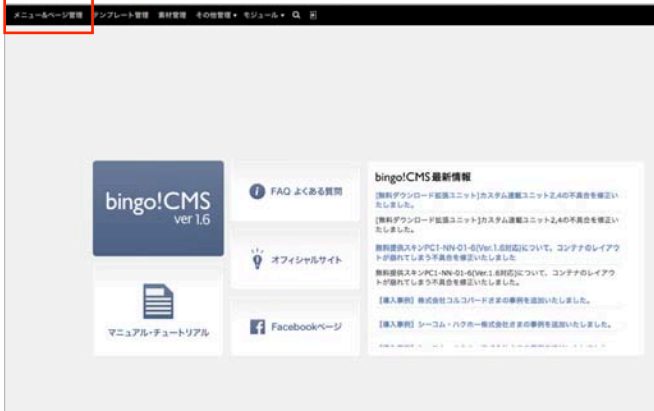 メニュー&ページ管理 テンプレート管理 素材管理 その他管理▾ モジュール▾
bingo!CMS
ver 1.6
FAQ よくある質問
オフィシャルサイト
マニュアル・チュートリアル
Facebookページ
bingo!CMS最新情報
[無料ダウンロード拡張ユニット]カスタム連載ユニット2,4の不具合を修正い
たしました。
[無料ダウンロード拡張ユニット]カスタム連載ユニット2,4の不具合を修正い
たしました。
無料提供スキンPC1-NN-01-6(Ver.1.6対応)について、コンテナのレイアウ
トが崩れてしまう不具合を修正いたしました
無料提供スキンPC1-NN-01-6(Ver.1.6対応)について、コンテナのレイアウ
トが崩れてしまう不具合を修正いたしました。
【導入事例】株式会社コルコバードさまの事例を追加いたしました。
【導入事例】シーコム・ハクホー株式会社さまの事例を追加いたしました。